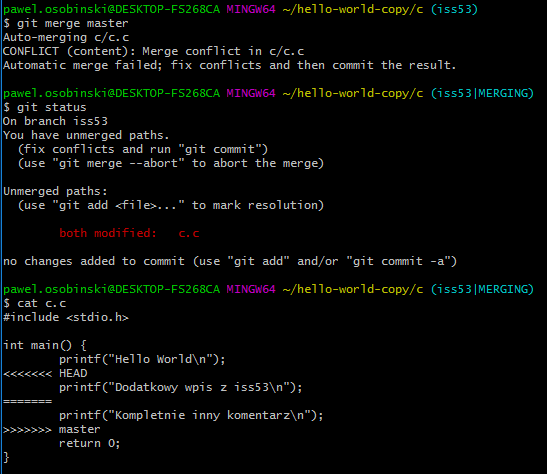 pawel.osobinski@DESKTOP-FS268CA MINGW64 ~/hello-world-copy/c (iss53)
$ git merge master
Auto-merging c/c.c
CONFLICT (content): Merge conflict in c/c.c
Automatic merge failed; fix conflicts and then commit the result.

pawel.osobinski@DESKTOP-FS268CA MINGW64 ~/hello-world-copy/c (iss53|MERGING)
$ git status
On branch iss53
You have unmerged paths.
  (fix conflicts and run "git commit")
  (use "git merge --abort" to abort the merge)

Unmerged paths:
  (use "git add <file>..." to mark resolution)

        both modified:   c.c

no changes added to commit (use "git add" and/or "git commit -a")

pawel.osobinski@DESKTOP-FS268CA MINGW64 ~/hello-world-copy/c (iss53|MERGING)
$ cat c.c
#include <stdio.h>

int main() {
        printf("Hello World\n");
<<<<<<< HEAD
        printf("Dodatkowy wpis z iss53\n");
=======
        printf("Kompletnie inny komentarz\n");
>>>>>>> master
        return 0;
}